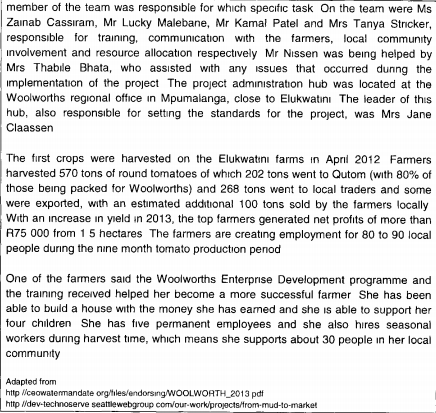 member of the team was responsible for which specific task On the team were Ms
Zainab Cassiram, Mr Lucky Malebane, Mr Kamal Patel and Mrs Tanya Stricker,
responsible for training, communication with the farmers, local community
involvement and resource allocation respectively Mr Nissen was being helped by
Mrs Thabile Bhata, who assisted with any issues that occurred during the
implementation of the project The project administration hub was located at the
Woolworths regional office in Mpumalanga, close to Elukwatini The leader of this
hub, also responsible for setting the standards for the project, was Mrs Jane
Claassen
The first crops were harvested on the Elukwatini farms in April 2012 Farmers
harvested 570 tons of round tomatoes of which 202 tons went to Qutom (with 80% of
those being packed for Woolworths) and 268 tons went to local traders and some
were exported, with an estimated additional 100 tons sold by the farmers locally
With an increase in yield in 2013, the top farmers generated net profits of more than
R75 000 from 1 5 hectares The farmers are creating employment for 80 to 90 local
people during the nine month tomato production period
One of the farmers said the Woolworths Enterprise Development programme and
the training received helped her become a more successful farmer She has been
able to build a house with the money she has earned and she is able to support her
four children She has five permanent employees and she also hires seasonal
workers during harvest time, which means she supports about 30 people in her local
community
Adapted from
http //ceowatermandate org/files/endorsing/WOOLWORTH_2013 pdf
http //dev-technoserve seattlewebgroup com/our-work/projects/from-mud-to-market